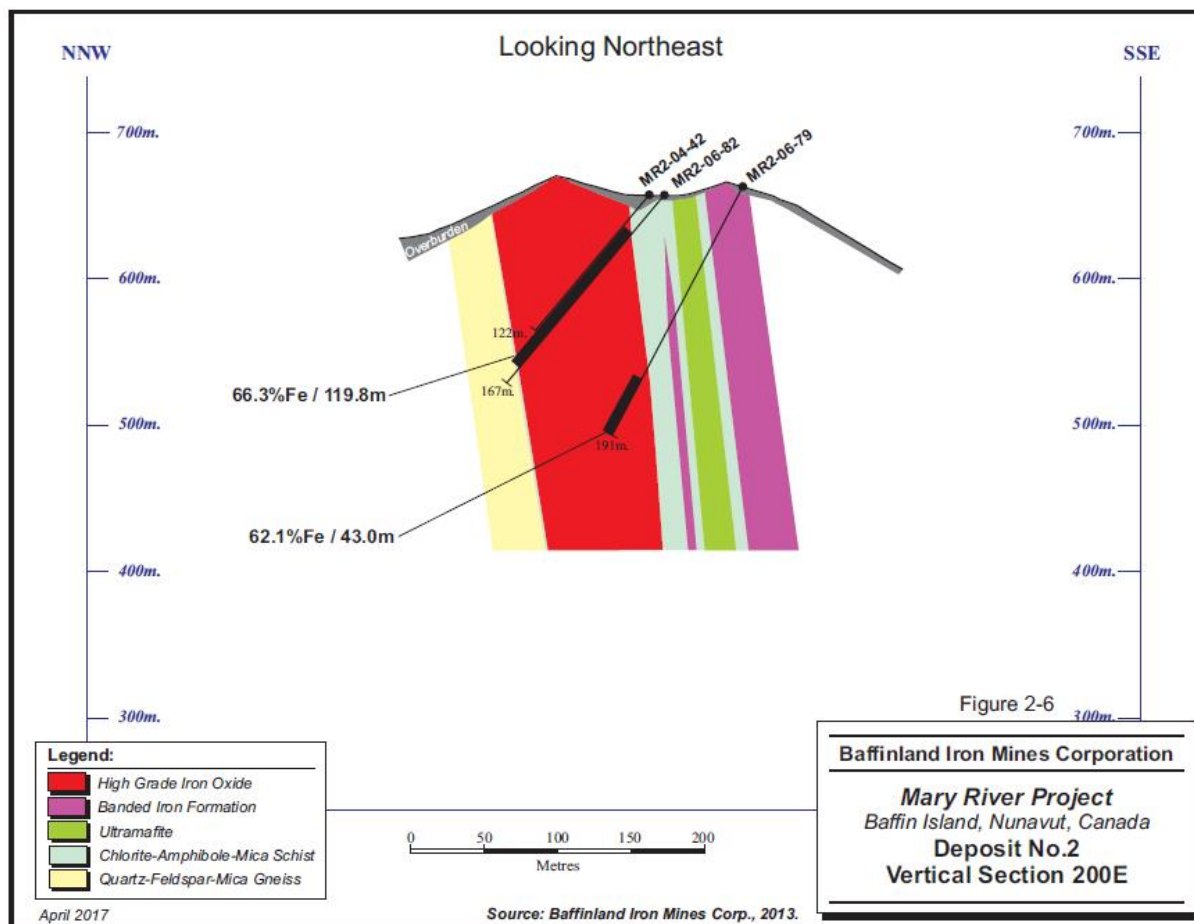 Looking Northeast
NNW
SSE
700m.
700m.
MR2-04-42
MR2-06-82
MR2-06-79
Overburden
600m.
600m.
122m.
167m.
66.3%Fe / 119.8m
500m.
500m.
191m.
62.1%Fe / 43.0m
400m.
400m.
300m.
300m.
Figure 2-6
Legend:
High Grade Iron Oxide
Banded Iron Formation
Ultramafite
Chlorite-Amphibole-Mica Schist
Quartz-Feldspar-Mica Gneiss
0 50 100 150 200
Metres
Baffinland Iron Mines Corporation
Mary River Project
Baffin Island, Nunavut, Canada
Deposit No.2
Vertical Section 200E
April 2017
Source: Baffinland Iron Mines Corp., 2013.